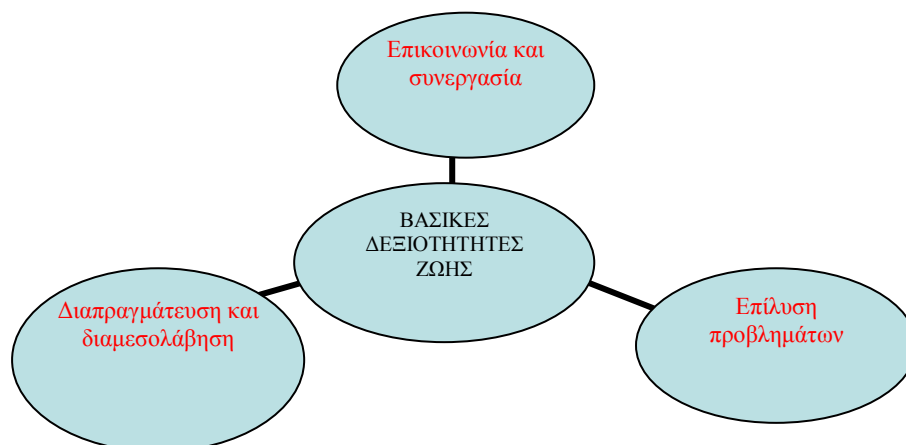 Επικοινωνία και
συνεργασία
ΒΑΣΙΚΕΣ
ΔΕΞΙΟΤΗΤΗΤΕΣ
ΖΩΗΣ
Διαπραγμάτευση και
διαμεσολάβηση
Επίλυση
προβλημάτων